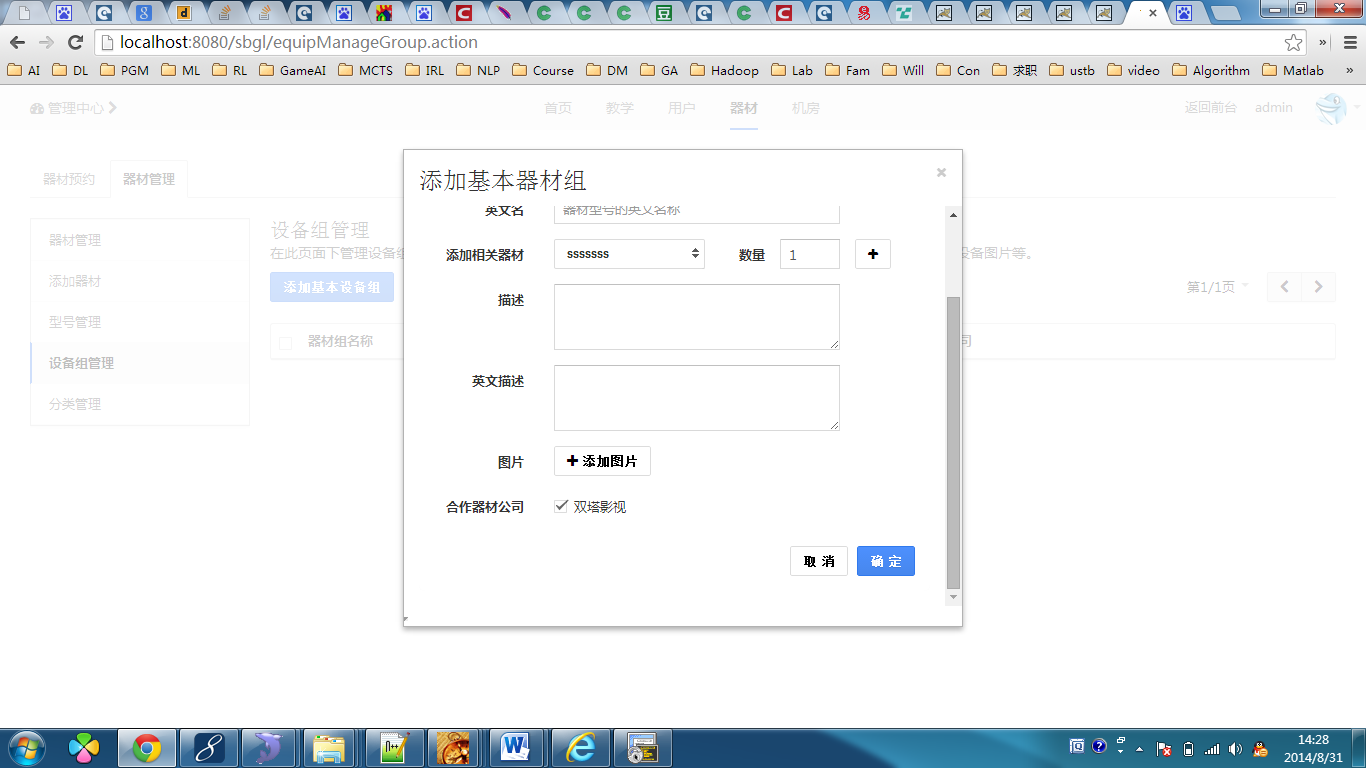 localhost:8080/sbgl/equipManageGroup.action
AI DL PGM ML RL GameAI MCTS IRL NLP Course DM GA Hadoop Lab Fam Will Con 求职 ustb video Algorithm Matlab »
管理中心 首页 教学 用户 器材 机房 返回前台 admin
器材预约 器材管理
添加基本器材组 ×
英文名 器材型号的英文名称
器材管理
设备组管理
在此页面下管理设备组
设备图片等。
添加相关器材 sssssss 数量 1
添加器材
添加基本设备组
第1/1页
描述
型号管理
器材组名称
司
设备组管理
英文描述
分类管理
图片 添加图片
合作器材公司 双塔影视
取 消 确 定
14:28
2014/8/31